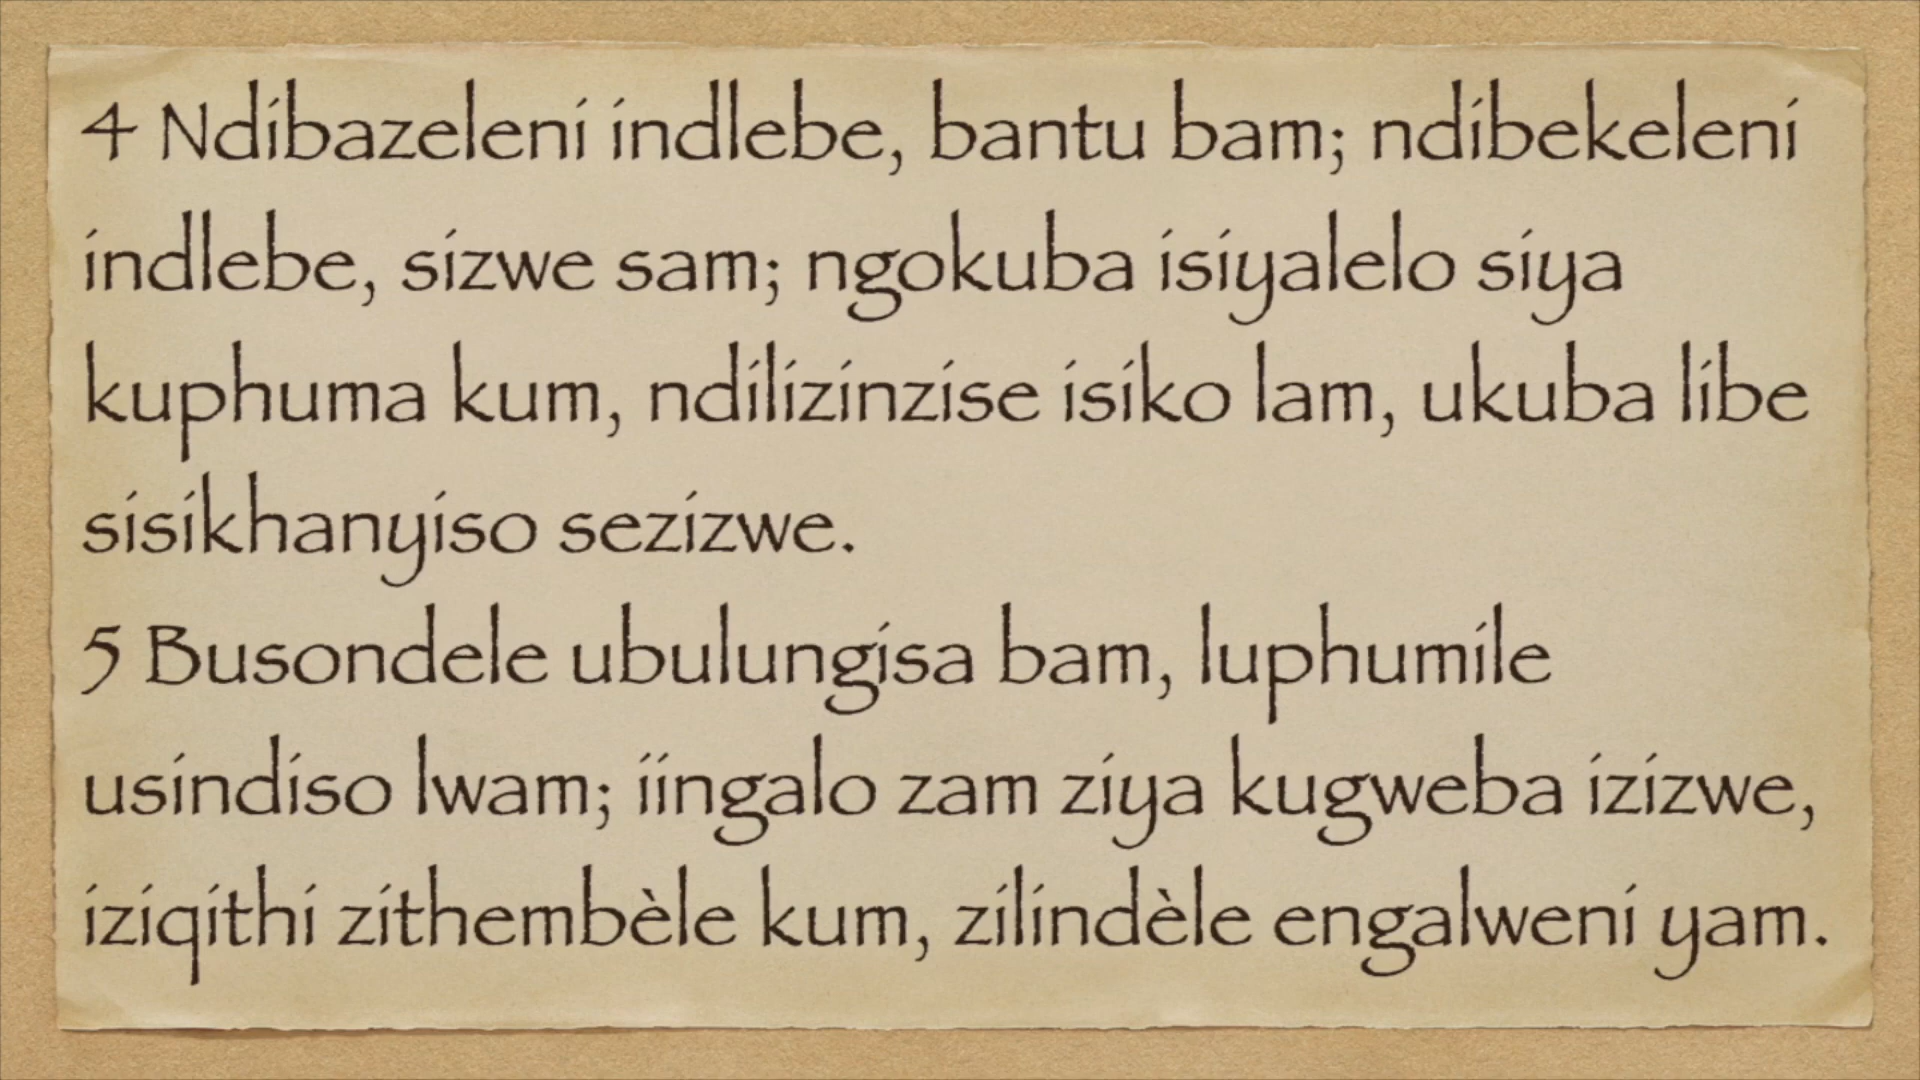 4 Ndibazeleni indlebe, bantu bam; ndibekeleni
indlebe, sizwe sam; ngokuba isiyalelo siya
kuphuma kum, ndilizinzise isiko lam, ukuba libe
sisikhanyiso sezizwe.
5 Busondele ubulungisa bam, luphumile
usindiso lwam; iingalo zam ziya kugweba izizwe,
iziqithi zithembèle kum, zilindèle engalweni yam.